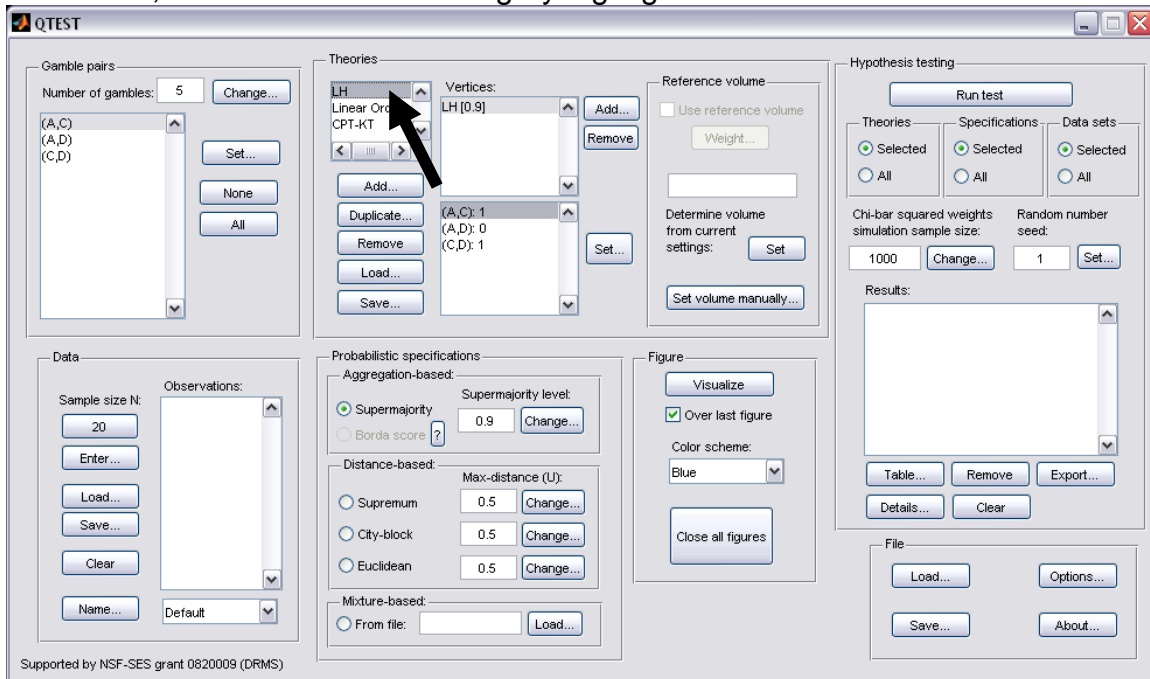 QTEST
Gamble pairs
Number of gambles: 5 Change...
(A,C)
(A,D)
(C,D)
Set...
None
All
Theories
LH
Linear Or
CPT-KT
Add...
Duplicate...
Remove
Load...
Save...
Vertices:
LH [0.9]
Add...
Remove
(A,C): 1
(A,D): 0
(C,D): 1
Set...
Reference volume
Use reference volume
Weight...
Determine volume
from current
settings: Set
Set volume manually...
Hypothesis testing
Run test
Theories
Selected
All
Specifications
Selected
All
Data sets
Selected
All
Chi-bar squared weights
simulation sample size:
1000 Change...
Random number
seed:
1 Set...
Results:
Table... Remove Export...
Details... Clear
Data
Sample size N:
20
Enter...
Load...
Save...
Clear
Name... Default
Observations:
Probabilistic specifications
Aggregation-based:
Supermajority level:
Supermajority 0.9 Change...
Borda score ?
Distance-based:
Max-distance (U):
Supremum 0.5 Change...
City-block 0.5 Change...
Euclidean 0.5 Change...
Mixture-based:
From file: Load...
Figure
Visualize
Over last figure
Color scheme:
Blue
Close all figures
File
Load... Options...
Save... About...
Supported by NSF-SES grant 0820009 (DRMS)